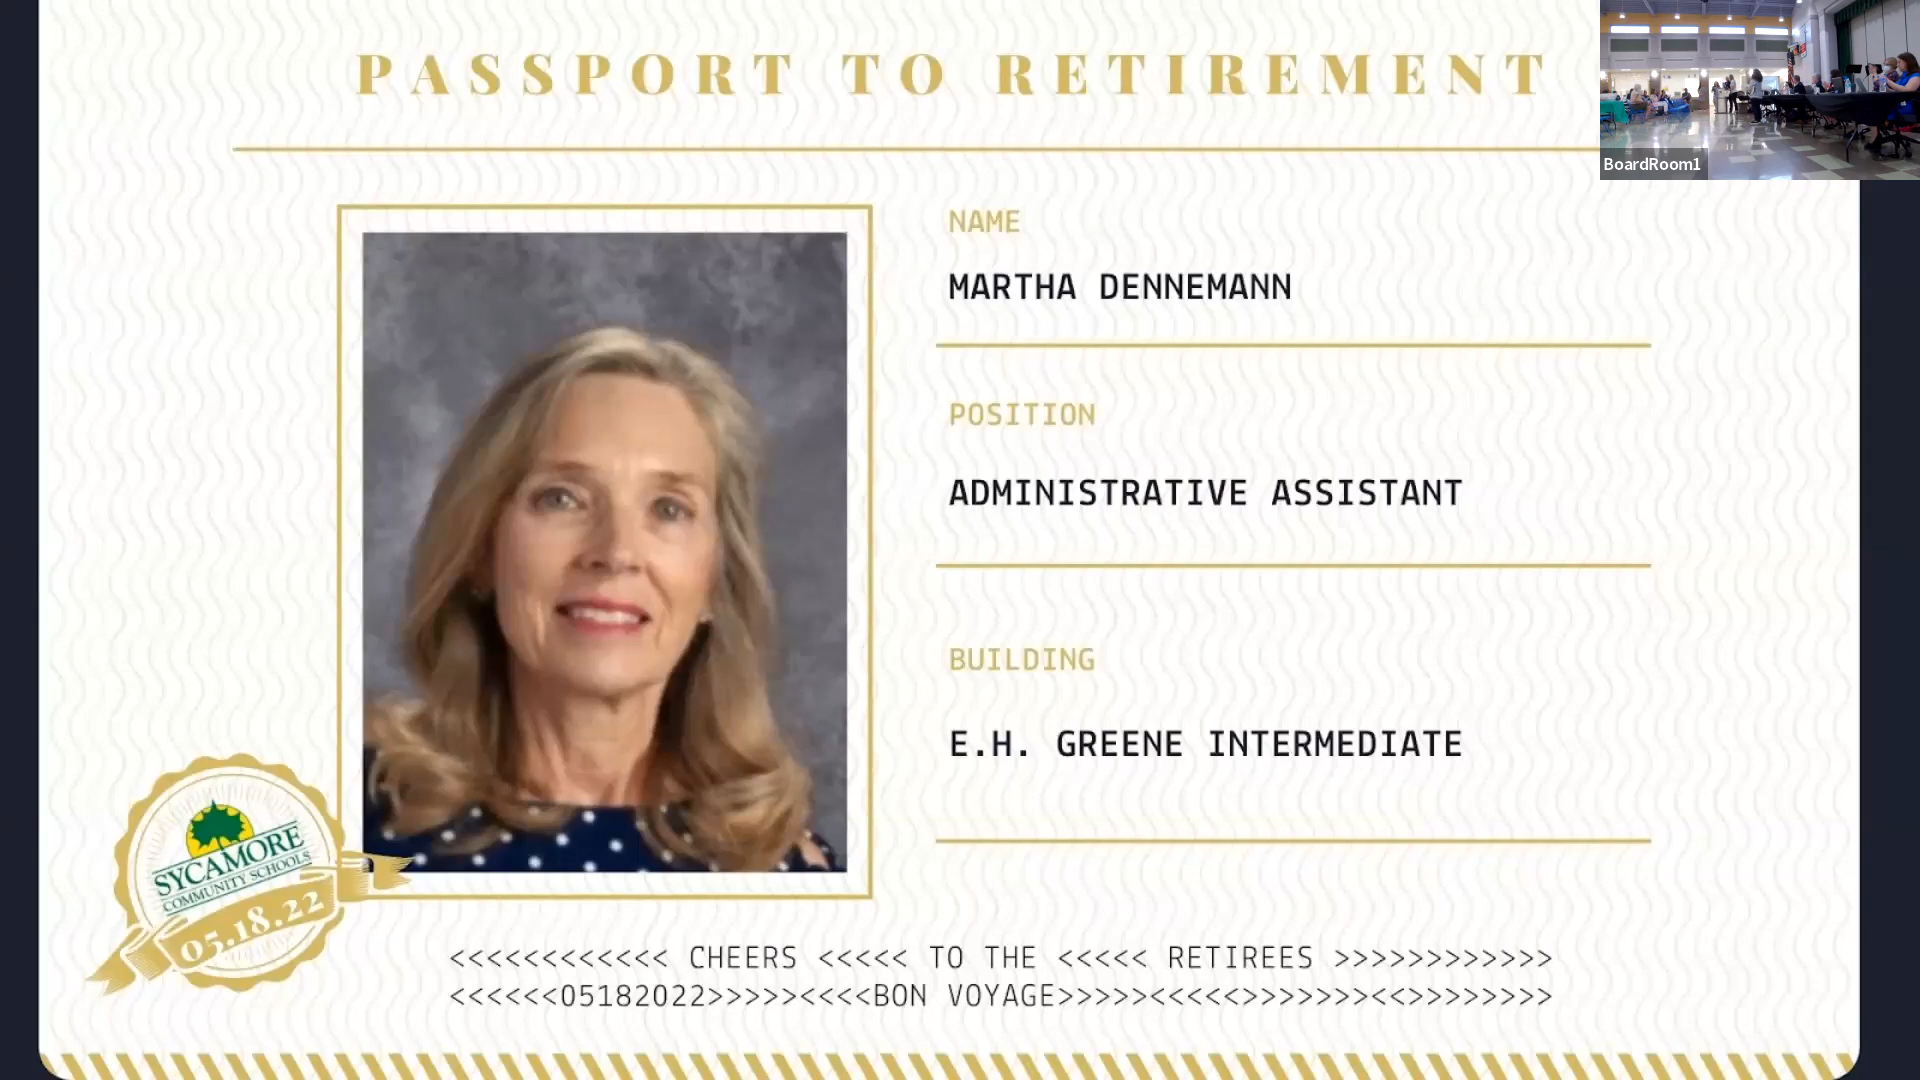 PASSPORT TO RETIREMENT
BoardRoom1
NAME
MARTHA DENNEMANN
POSITION
ADMINISTRATIVE ASSISTANT
BUILDING
E.H. GREENE INTERMEDIATE
SYCAMORE
COMMUNITY SCHOOLS
05.18.22
<<<<<<<<<<<< CHEERS <<<<< TO THE <<<<< RETIREES >>>>>>>>>>>>
<<<<<<05182022>>>>><<<<BON VOYAGE>>>>><<<<<>>>>>>><<>>>>>>>>